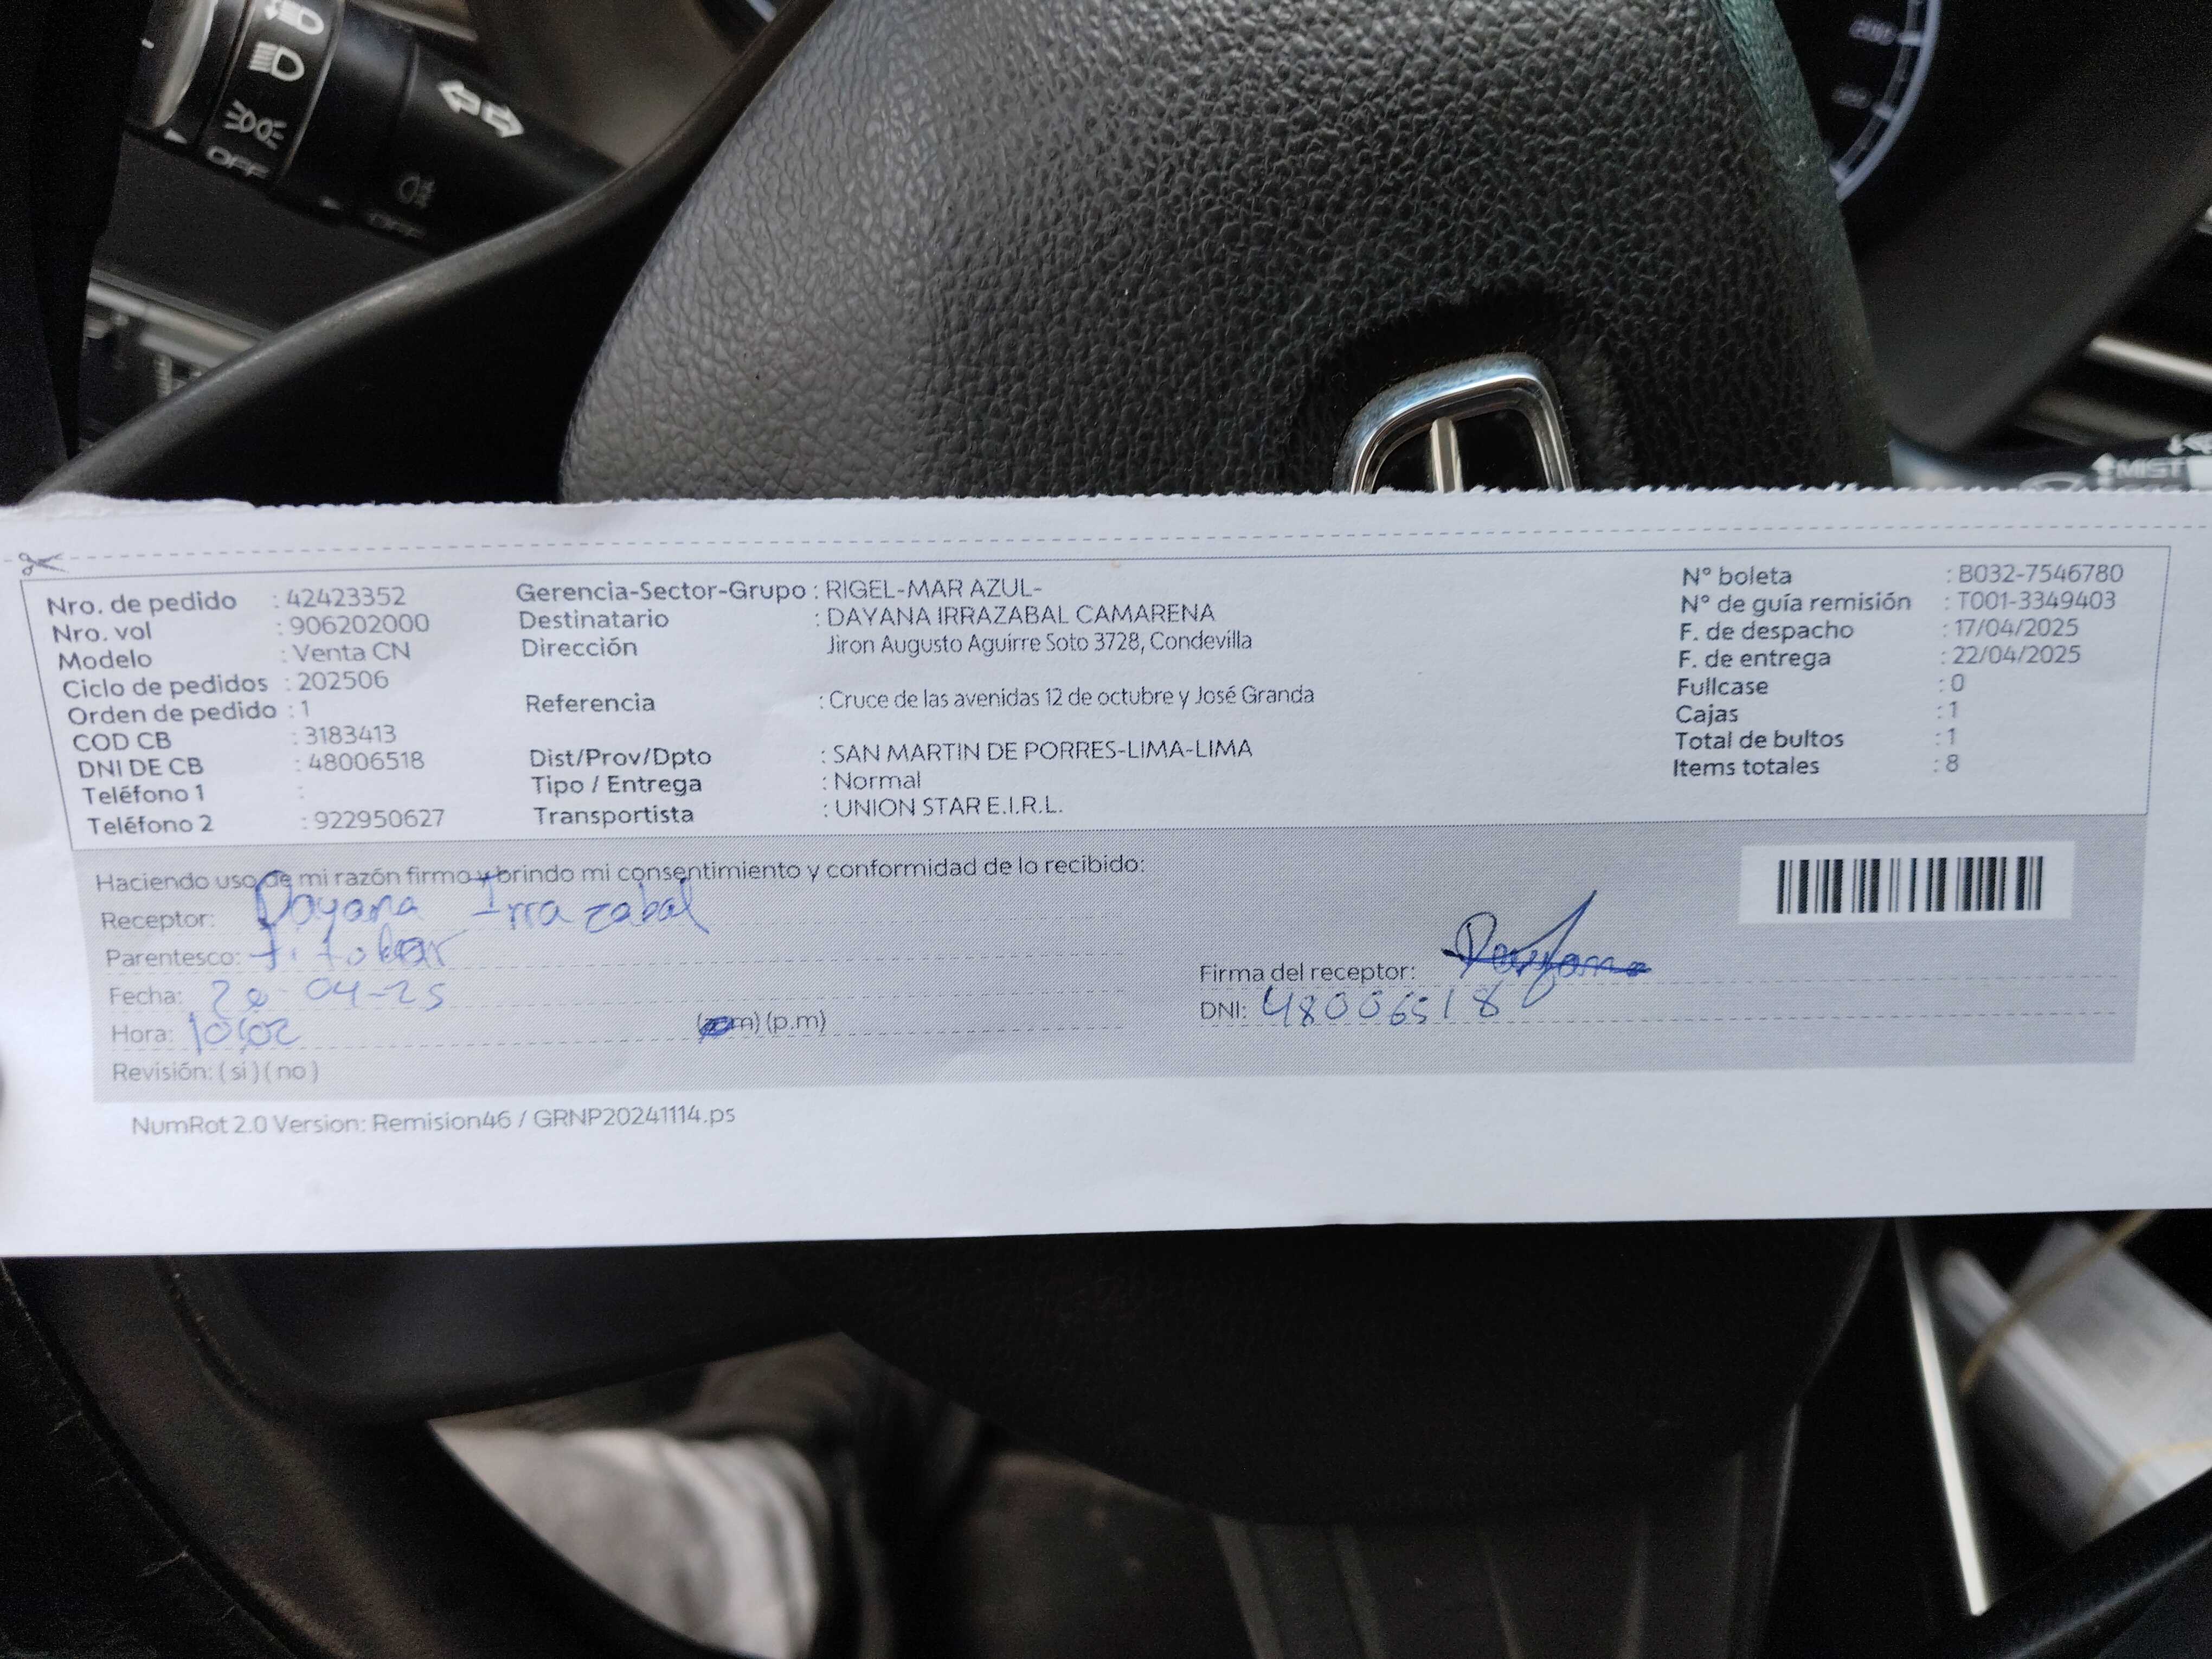 OFF
OFF
MIST
Nro. de pedido : 42423352
Nro. vol : 906202000
Modelo : Venta CN
Ciclo de pedidos : 202506
Orden de pedido : 1
COD CB : 3183413
DNI DE CB : 48006518
Teléfono 1 :
Teléfono 2 : 922950627
Gerencia-Sector-Grupo : RIGEL-MAR AZUL-
Destinatario : DAYANA IRRAZABAL CAMARENA
Dirección Jiron Augusto Aguirre Soto 3728, Condevilla
Referencia : Cruce de las avenidas 12 de octubre y José Granda
Dist/Prov/Dpto : SAN MARTIN DE PORRES-LIMA-LIMA
Tipo / Entrega : Normal
Transportista : UNION STAR E.I.R.L.
N° boleta : B032-7546780
N° de guía remisión : T001-3349403
F. de despacho : 17/04/2025
F. de entrega : 22/04/2025
Fullcase : 0
Cajas : 1
Total de bultos : 1
Items totales : 8
Haciendo uso de mi razón firmo y brindo mi consentimiento y conformidad de lo recibido:
Receptor: Dayana Irrazabal
Parentesco: titular
Fecha: 04-25
Hora: 10:02 (a.m) (p.m)
Revisión: (si) (no)
Firma del receptor: Dayana
DNI: 48006518
NumRot 2.0 Version: Remision46 / GRNP20241114.ps